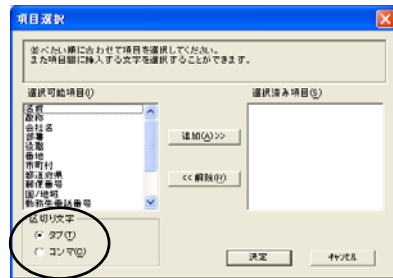 項目選択
並べたい順に合わせて項目を選択してください。
また項目間に挿入する文字を選択することができます。
選択可能項目(I)
選択済み項目(S)
名前
敬称
会社名
部署
役職
番地
市町村
都道府県
郵便番号
国/地域
勤務先電話番号
追加(A)>>
<<解除(R)
区切り文字
タブ(T)
コンマ(O)
決定
キャンセル